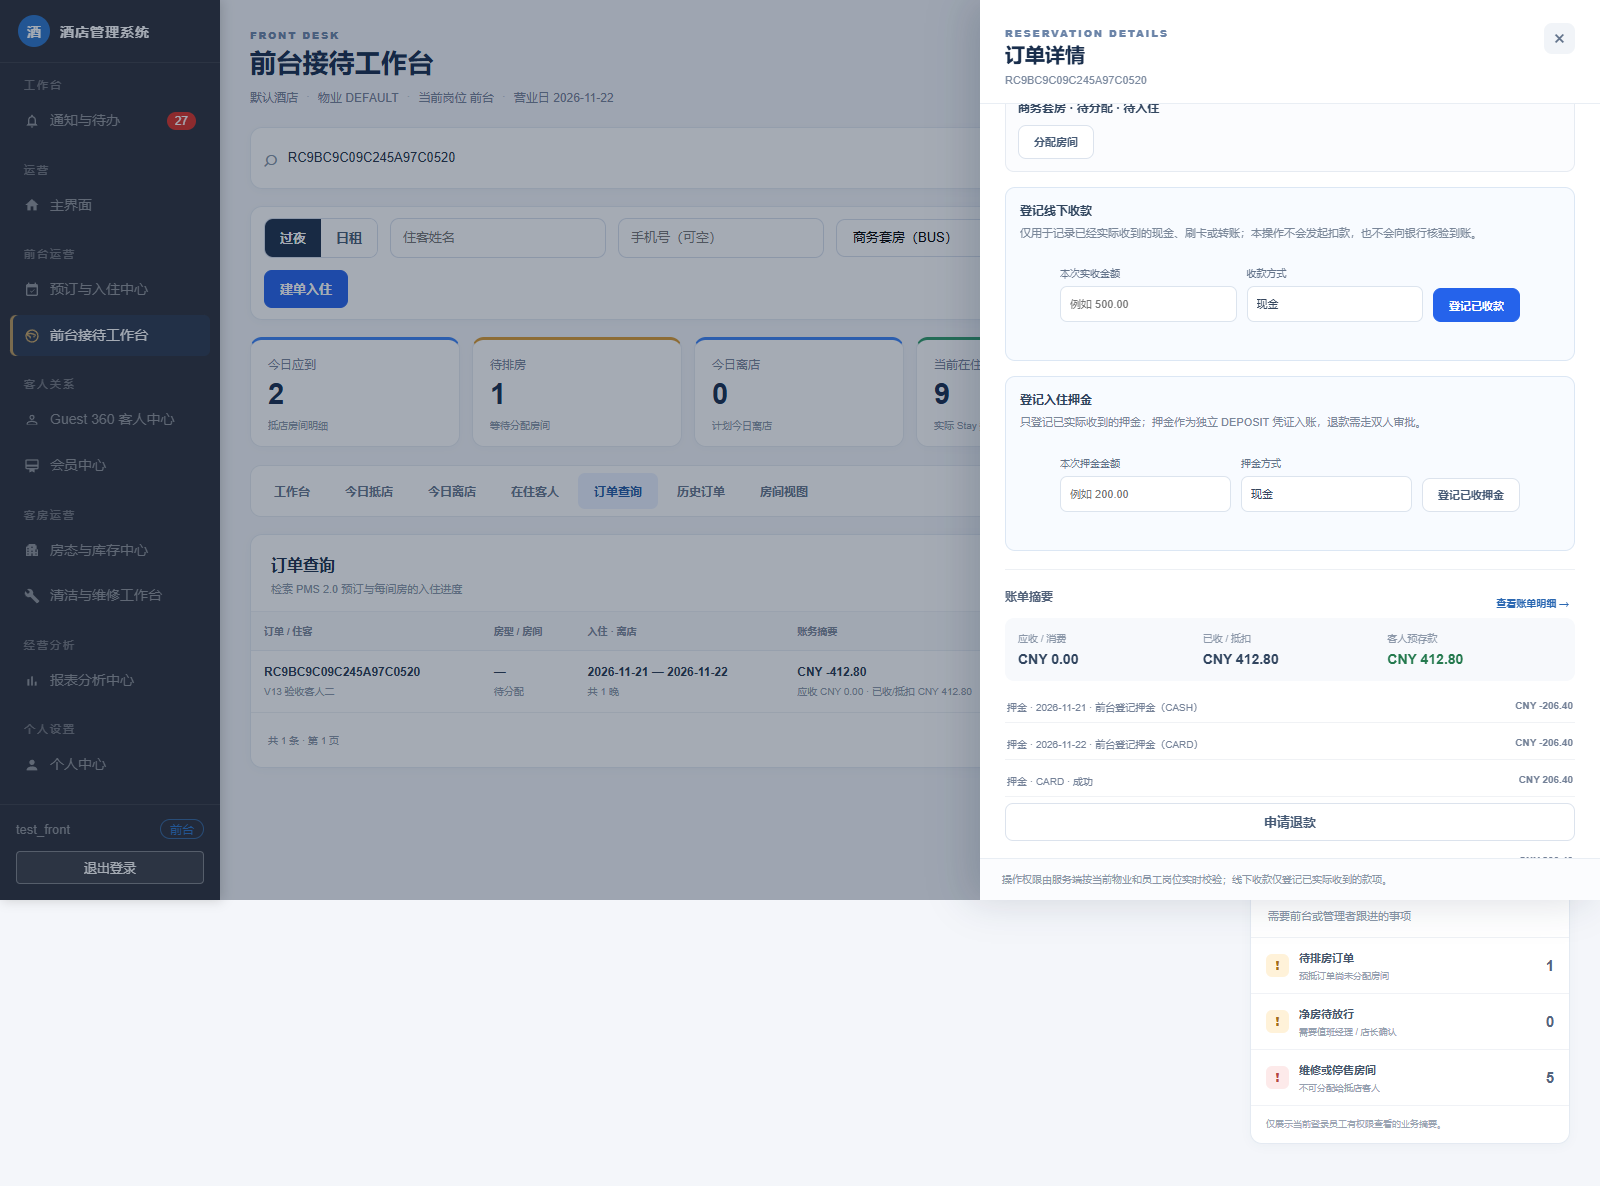 酒 酒店管理系统
工作台
通知与待办 27
运营
主界面
前台运营
预订与入住中心
前台接待工作台
客人关系
Guest 360 客人中心
会员中心
客房运营
房态与库存中心
清洁与维修工作台
经营分析
报表分析中心
个人设置
个人中心
test_front 前台
退出登录
FRONT DESK
前台接待工作台
默认酒店 · 物业 DEFAULT · 当前岗位 前台 · 营业日 2026-11-22
RC9BC9C09C245A97C0520
过夜 日租 住客姓名 手机号（可空） 商务套房（BUS）
建单入住
今日应到
2
抵店房间明细
待排房
1
等待分配房间
今日离店
0
计划今日离店
当前在住
9
实际 Stay
工作台 今日抵店 今日离店 在住客人 订单查询 历史订单 房间视图
订单查询
检索 PMS 2.0 预订与每间房的入住进度
订单 / 住客 房型 / 房间 入住 · 离店 账务摘要
RC9BC9C09C245A97C0520 — 2026-11-21 — 2026-11-22 CNY -412.80
V13 验收客人二 待分配 共 1 晚 应收 CNY 0.00 · 已收/抵扣 CNY 412.80
共 1 条 · 第 1 页
RESERVATION DETAILS
订单详情
RC9BC9C09C245A97C0520
×
商务套房 · 待分配 · 待入住
分配房间
登记线下收款
仅用于记录已经实际收到的现金、刷卡或转账；本操作不会发起扣款，也不会向银行核验到账。
本次实收金额 收款方式
例如 500.00 现金 登记已收款
登记入住押金
只登记已实际收到的押金；押金作为独立 DEPOSIT 凭证入账，退款需走双人审批。
本次押金金额 押金方式
例如 200.00 现金 登记已收押金
账单摘要 查看账单明细 →
应收 / 消费 已收 / 抵扣 客人预存款
CNY 0.00 CNY 412.80 CNY 412.80
押金 · 2026-11-21 · 前台登记押金（CASH） CNY -206.40
押金 · 2026-11-22 · 前台登记押金（CARD） CNY -206.40
押金 · CARD · 成功 CNY 206.40
申请退款
操作权限由服务端按当前物业和员工岗位实时校验；线下收款仅登记已实际收到的款项。
需要前台或管理者跟进的事项
! 待排房订单 1
预抵订单尚未分配房间
! 净房待放行 0
需要值班经理 / 店长确认
! 维修或停售房间 5
不可分配给抵店客人
仅展示当前登录员工有权限查看的业务摘要。